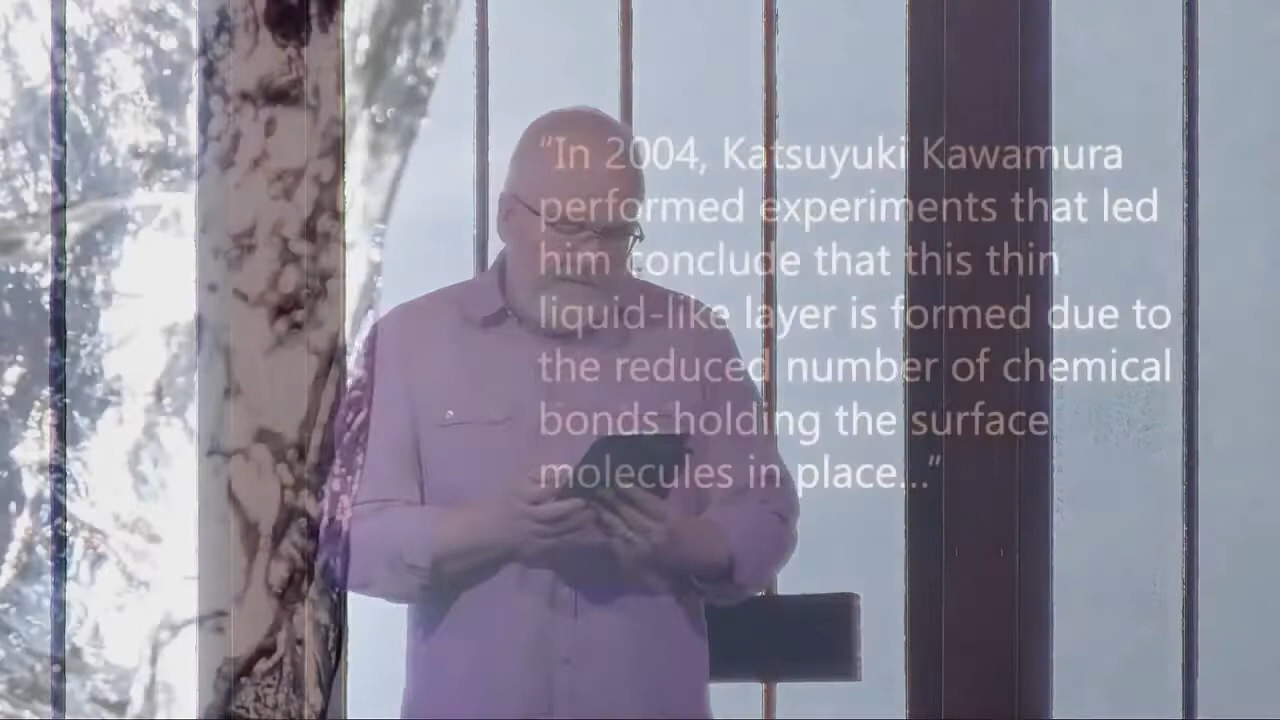 “In 2004, Katsuyuki Kawamura
performed experiments that led
him conclude that this thin
liquid-like layer is formed due to
the reduced number of chemical
bonds holding the surface
molecules in place...”